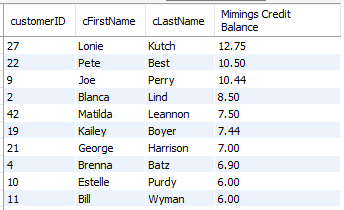 customerID cFirstName cLastName Mimings Credit
Balance
27 Lonie Kutch 12.75
22 Pete Best 10.50
9 Joe Perry 10.44
2 Blanca Lind 8.50
42 Matilda Leannon 7.50
19 Kailey Boyer 7.44
21 George Harrison 7.00
4 Brenna Batz 6.90
10 Estelle Purdy 6.00
11 Bill Wyman 6.00